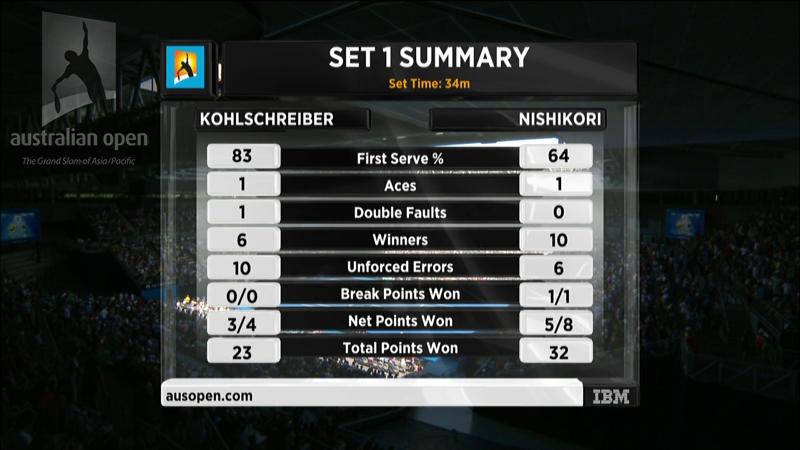 SET 1 SUMMARY
Set Time: 34m
australian open
The Grand Slam of Asia/Pacific
KOHLSCHREIBER NISHIKORI
83 First Serve % 64
1 Aces 1
1 Double Faults 0
6 Winners 10
10 Unforced Errors 6
0/0 Break Points Won 1/1
3/4 Net Points Won 5/8
23 Total Points Won 32
ausopen.com IBM